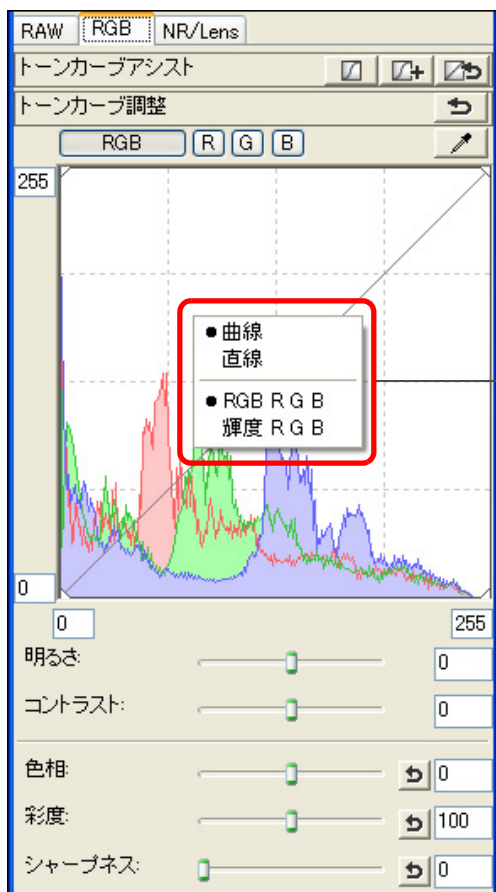 RAW RGB NR/Lens
トーンカーブアシスト
トーンカーブ調整
RGB R G B
255
曲線
直線
RGB R G B
輝度 R G B
0
0 255
明るさ: 0
コントラスト: 0
色相: 0
彩度: 100
シャープネス: 0